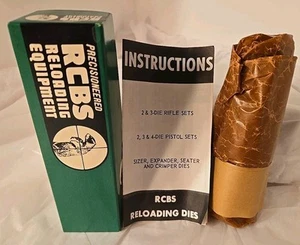 PRECISIONEERED
RCBS
RELOADING
EQUIPMENT
INSTRUCTIONS
2 & 3-DIE RIFLE SETS
2, 3 & 4-DIE PISTOL SETS
SIZER, EXPANDER, SEATER
AND CRIMPER DIES
RCBS
RELOADING DIES